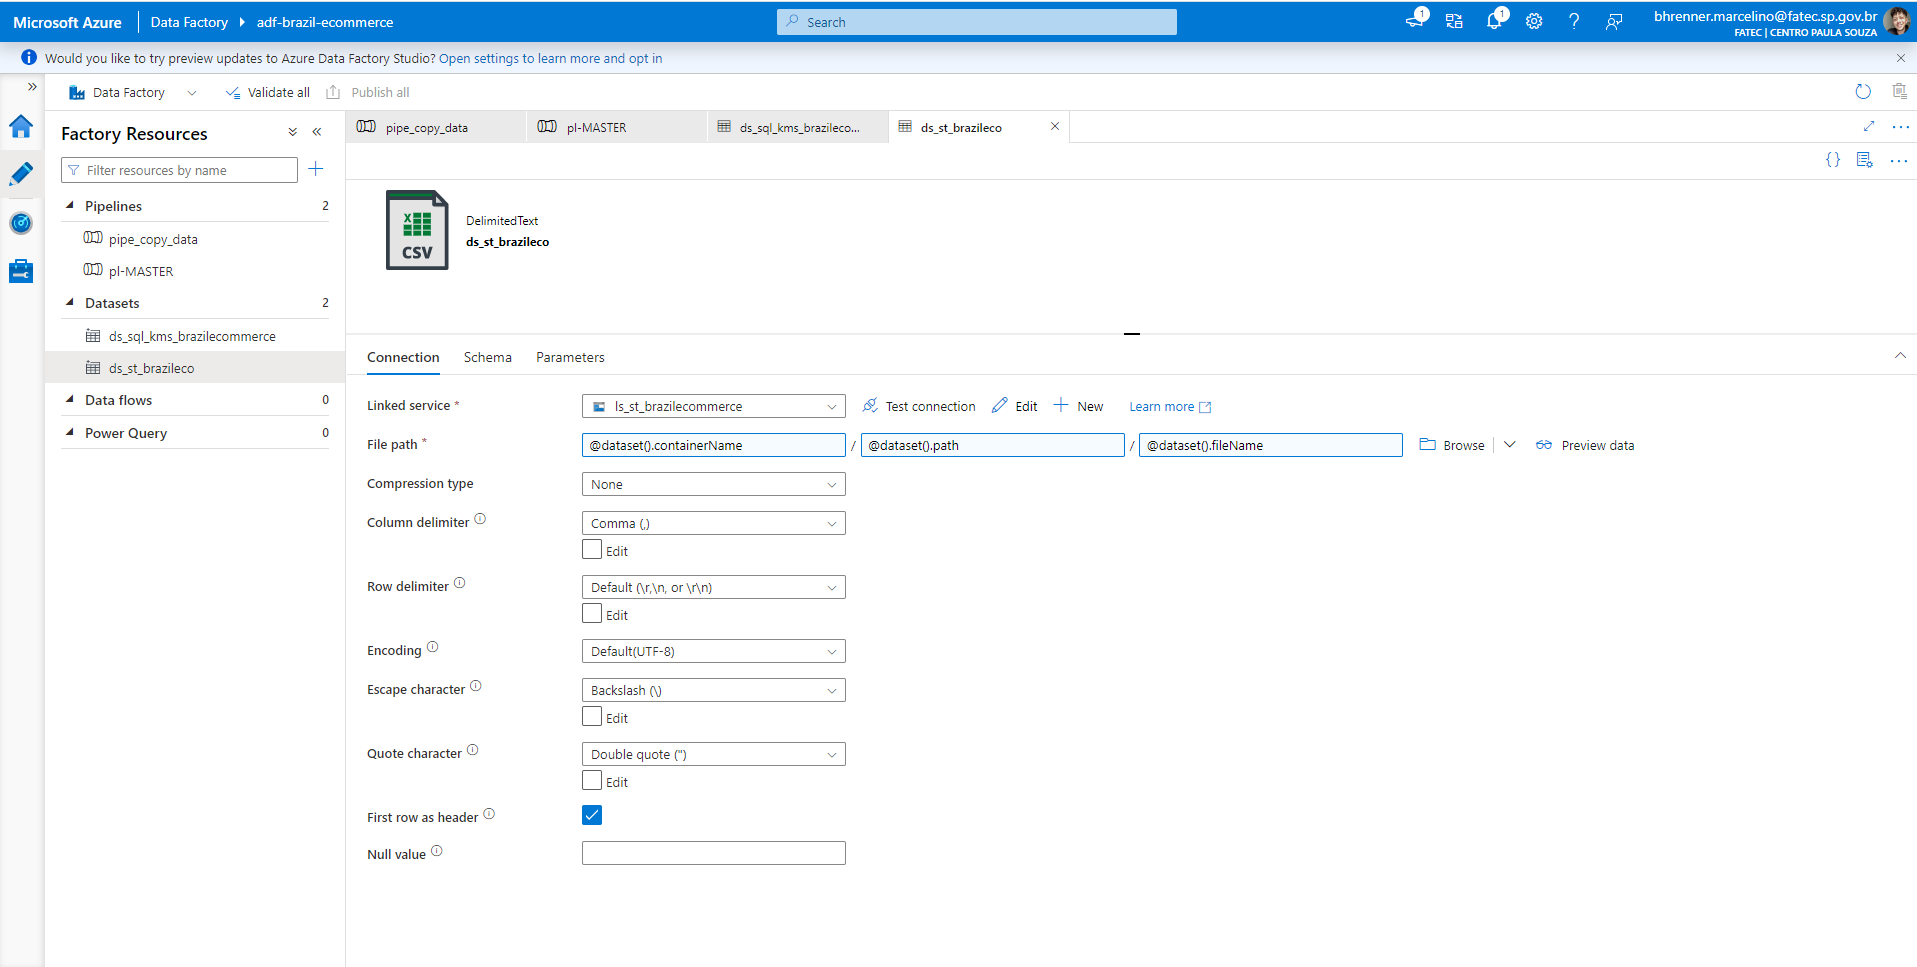 Microsoft Azure Data Factory adf-brazil-ecommerce Search 1 1 bhrenner.marcelino@fatec.sp.gov.br
FATEC | CENTRO PAULA SOUZA
Would you like to try preview updates to Azure Data Factory Studio? Open settings to learn more and opt in
Data Factory Validate all Publish all
Factory Resources
Filter resources by name
Pipelines 2
pipe_copy_data
pl-MASTER
Datasets 2
ds_sql_kms_brazilecommerce
ds_st_brazileco
Data flows 0
Power Query 0
pipe_copy_data pl-MASTER ds_sql_kms_brazileco... ds_st_brazileco
{}
X
CSV
DelimitedText
ds_st_brazileco
Connection Schema Parameters
Linked service * ls_st_brazilecommerce Test connection Edit New Learn more
File path * @dataset().containerName / @dataset().path / @dataset().fileName Browse Preview data
Compression type None
Column delimiter Comma (,)
Edit
Row delimiter Default (\r,\n, or \r\n)
Edit
Encoding Default(UTF-8)
Escape character Backslash (\)
Edit
Quote character Double quote (")
Edit
First row as header
Null value